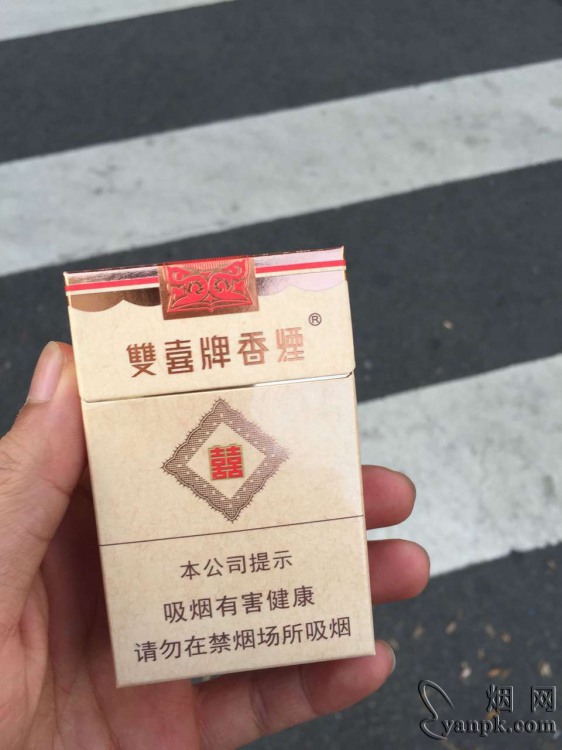 雙喜牌香煙®
囍
本公司提示
吸烟有害健康
请勿在禁烟场所吸烟
烟网
yanpk.com